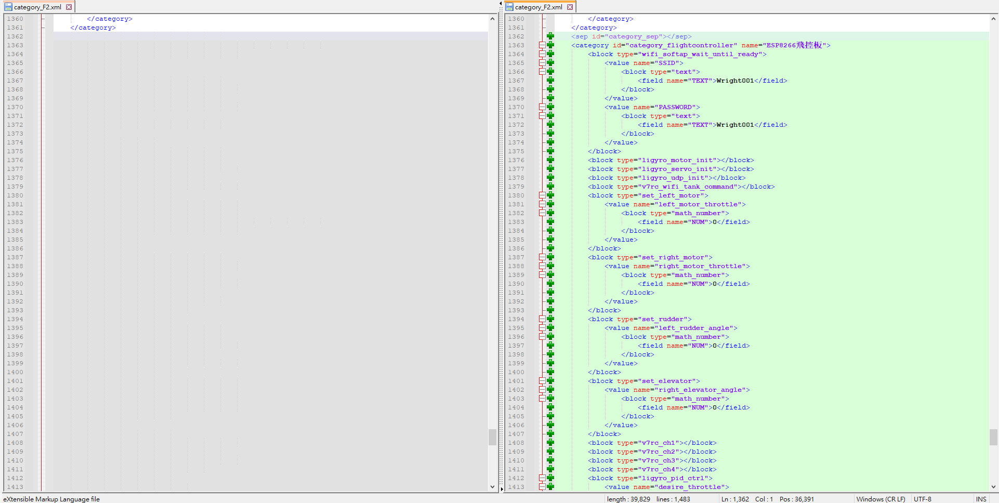 category_F2.xml
1360 </category>
1361 </category>
1362
1363
1364
1365
1366
1367
1368
1369
1370
1371
1372
1373
1374
1375
1376
1377
1378
1379
1380
1381
1382
1383
1384
1385
1386
1387
1388
1389
1390
1391
1392
1393
1394
1395
1396
1397
1398
1399
1400
1401
1402
1403
1404
1405
1406
1407
1408
1409
1410
1411
1412
1413
category_F2.xml
1360 </category>
1361 </category>
1362 <sep id="category_sep"></sep>
1363 <category id="category_flightcontroller" name="ESP8266飛控板">
1364 <block type="wifi_softap_wait_until_ready">
1365 <value name="SSID">
1366 <block type="text">
1367 <field name="TEXT">Wright001</field>
1368 </block>
1369 </value>
1370 <value name="PASSWORD">
1371 <block type="text">
1372 <field name="TEXT">Wright001</field>
1373 </block>
1374 </value>
1375 </block>
1376 <block type="ligyro_motor_init"></block>
1377 <block type="ligyro_servo_init"></block>
1378 <block type="ligyro_udp_init"></block>
1379 <block type="v7rc_wifi_tank_command"></block>
1380 <block type="set_left_motor">
1381 <value name="left_motor_throttle">
1382 <block type="math_number">
1383 <field name="NUM">0</field>
1384 </block>
1385 </value>
1386 </block>
1387 <block type="set_right_motor">
1388 <value name="right_motor_throttle">
1389 <block type="math_number">
1390 <field name="NUM">0</field>
1391 </block>
1392 </value>
1393 </block>
1394 <block type="set_rudder">
1395 <value name="left_rudder_angle">
1396 <block type="math_number">
1397 <field name="NUM">0</field>
1398 </block>
1399 </value>
1400 </block>
1401 <block type="set_elevator">
1402 <value name="right_elevator_angle">
1403 <block type="math_number">
1404 <field name="NUM">0</field>
1405 </block>
1406 </value>
1407 </block>
1408 <block type="v7rc_ch1"></block>
1409 <block type="v7rc_ch2"></block>
1410 <block type="v7rc_ch3"></block>
1411 <block type="v7rc_ch4"></block>
1412 <block type="ligyro_pid_ctrl">
1413 <value name="desire_throttle">
eXtensible Markup Language file length : 39,829 lines : 1,483 Ln : 1,362 Col : 1 Pos : 36,391 Windows (CR LF) UTF-8 INS